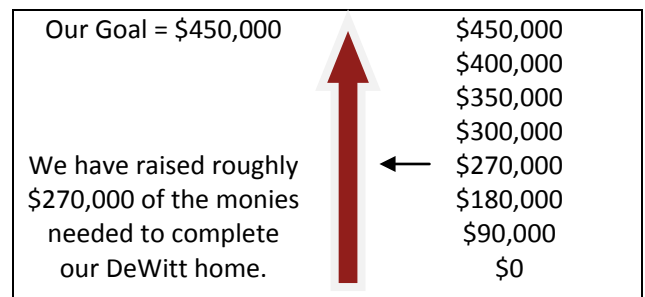 Our Goal = $450,000
We have raised roughly
$270,000 of the monies
needed to complete
our DeWitt home.
$450,000
$400,000
$350,000
$300,000
$270,000
$180,000
$90,000
$0